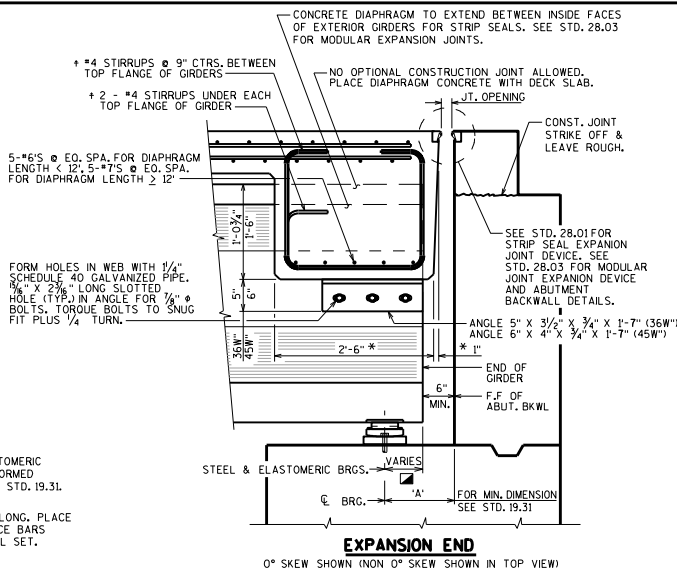 CONCRETE DIAPHRAGM TO EXTEND BETWEEN INSIDE FACES
OF EXTERIOR GIRDERS FOR STRIP SEALS. SEE STD. 28.03
FOR MODULAR EXPANSION JOINTS.
+ #4 STIRRUPS @ 9" CTRS. BETWEEN
TOP FLANGE OF GIRDERS
NO OPTIONAL CONSTRUCTION JOINT ALLOWED.
PLACE DIAPHRAGM CONCRETE WITH DECK SLAB.
+ 2 - #4 STIRRUPS UNDER EACH
TOP FLANGE OF GIRDER
JT. OPENING
CONST. JOINT
STRIKE OFF &
LEAVE ROUGH.
5-#6'S @ EQ. SPA. FOR DIAPHRAGM
LENGTH < 12', 5-#7'S @ EQ. SPA.
FOR DIAPHRAGM LENGTH ≥ 12'
1'-0 3/4"
1'-6"
SEE STD. 28.01 FOR
STRIP SEAL EXPANION
JOINT DEVICE. SEE
STD. 28.03 FOR MODULAR
JOINT EXPANSION DEVICE
AND ABUTMENT
BACKWALL DETAILS.
FORM HOLES IN WEB WITH 1 1/4"
SCHEDULE 40 GALVANIZED PIPE.
15/16" X 2 3/16" LONG SLOTTED
HOLE (TYP.) IN ANGLE FOR 7/8" φ
BOLTS. TORQUE BOLTS TO SNUG
FIT PLUS 1/4 TURN.
5"
6"
36W"
45W"
ANGLE 5" X 3 1/2" X 3/4" X 1'-7" (36W")
ANGLE 6" X 4" X 3/4" X 1'-7" (45W")
2'-6" *
* 1"
END OF
GIRDER
6"
MIN.
F.F OF
ABUT. BKWL
TOMERIC
ORMED
STD. 19.31.
STEEL & ELASTOMERIC BRGS.
VARIES
LONG. PLACE
CE BARS
L SET.
℄ BRG.
'A'
FOR MIN. DIMENSION
SEE STD. 19.31
EXPANSION END
0° SKEW SHOWN (NON 0° SKEW SHOWN IN TOP VIEW)